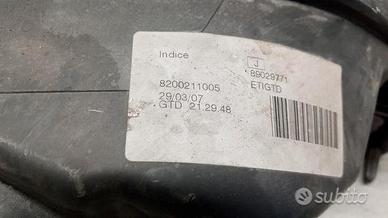 Indice J
89029771
8200211005 ETIGTD
29/03/07
GTD 21.29.48
subito